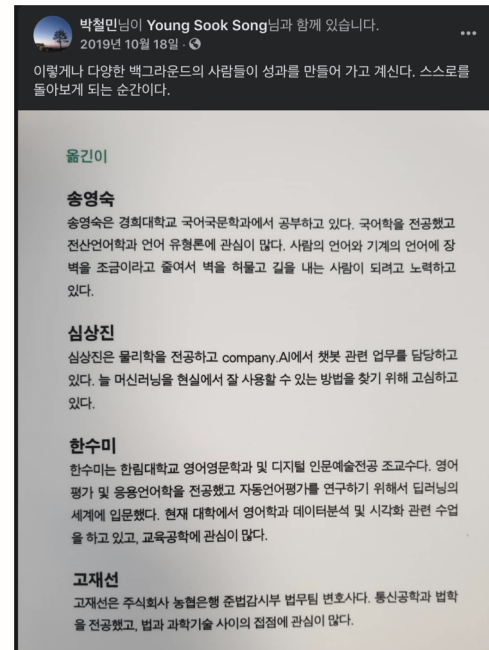 박철민님이 Young Sook Song님과 함께 있습니다.
2019년 10월 18일 ·
이렇게나 다양한 백그라운드의 사람들이 성과를 만들어 가고 계신다. 스스로를
돌아보게 되는 순간이다.
옮긴이
송영숙
송영숙은 경희대학교 국어국문학과에서 공부하고 있다. 국어학을 전공했고
전산언어학과 언어 유형론에 관심이 많다. 사람의 언어와 기계의 언어에 장
벽을 조금이라고 줄여서 벽을 허물고 길을 내는 사람이 되려고 노력하고
있다.
심상진
심상진은 물리학을 전공하고 company.AI에서 챗봇 관련 업무를 담당하고
있다. 늘 머신러닝을 현실에서 잘 사용할 수 있는 방법을 찾기 위해 고심하고
있다.
한수미
한수미는 한림대학교 영어영문학과 및 디지털 인문예술전공 조교수다. 영어
평가 및 응용언어학을 전공했고 자동언어평가를 연구하기 위해서 딥러닝의
세계에 입문했다. 현재 대학에서 영어학과 데이터분석 및 시각화 관련 수업
을 하고 있고, 교육공학에 관심이 많다.
고재선
고재선은 주식회사 농협은행 준법감시부 법무팀 변호사다. 통신공학과 법학
을 전공했고, 법과 과학기술 사이의 접점에 관심이 많다.